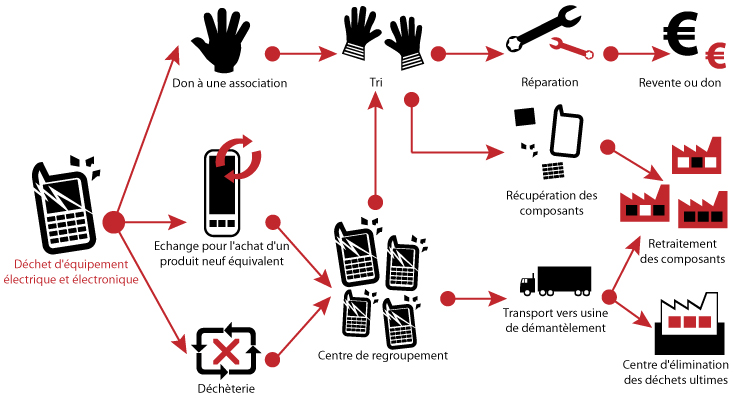 Don à une association
Tri
Réparation
Revente ou don
Déchet d'équipement
électrique et électronique
Echange pour l'achat d'un
produit neuf équivalent
Récupération des
composants
Retraitement
des composants
Déchèterie
Centre de regroupement
Transport vers usine
de démantèlement
Centre d'élimination
des déchets ultimes